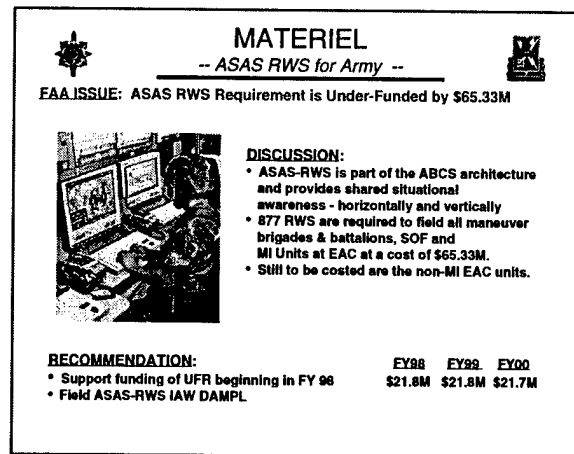 MATERIEL
-- ASAS RWS for Army --
FAA ISSUE: ASAS RWS Requirement is Under-Funded by $65.33M
DISCUSSION:
• ASAS-RWS is part of the ABCS architecture
and provides shared situational
awareness - horizontally and vertically
• 877 RWS are required to field all maneuver
brigades & battalions, SOF and
MI Units at EAC at a cost of $65.33M.
• Still to be costed are the non-MI EAC units.
RECOMMENDATION: FY98 FY99 FY00
• Support funding of UFR beginning in FY 98 $21.8M $21.8M $21.7M
• Field ASAS-RWS IAW DAMPL